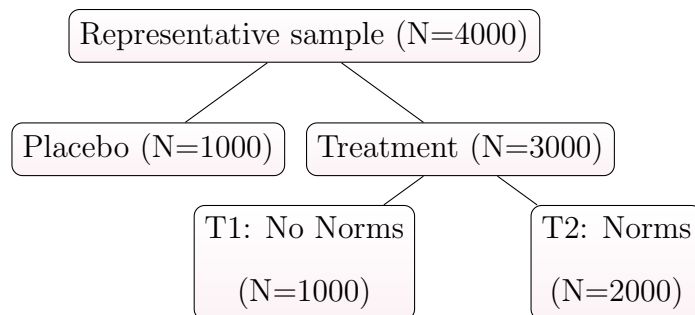 Representative sample (N=4000)
Placebo (N=1000)
Treatment (N=3000)
T1: No Norms
(N=1000)
T2: Norms
(N=2000)